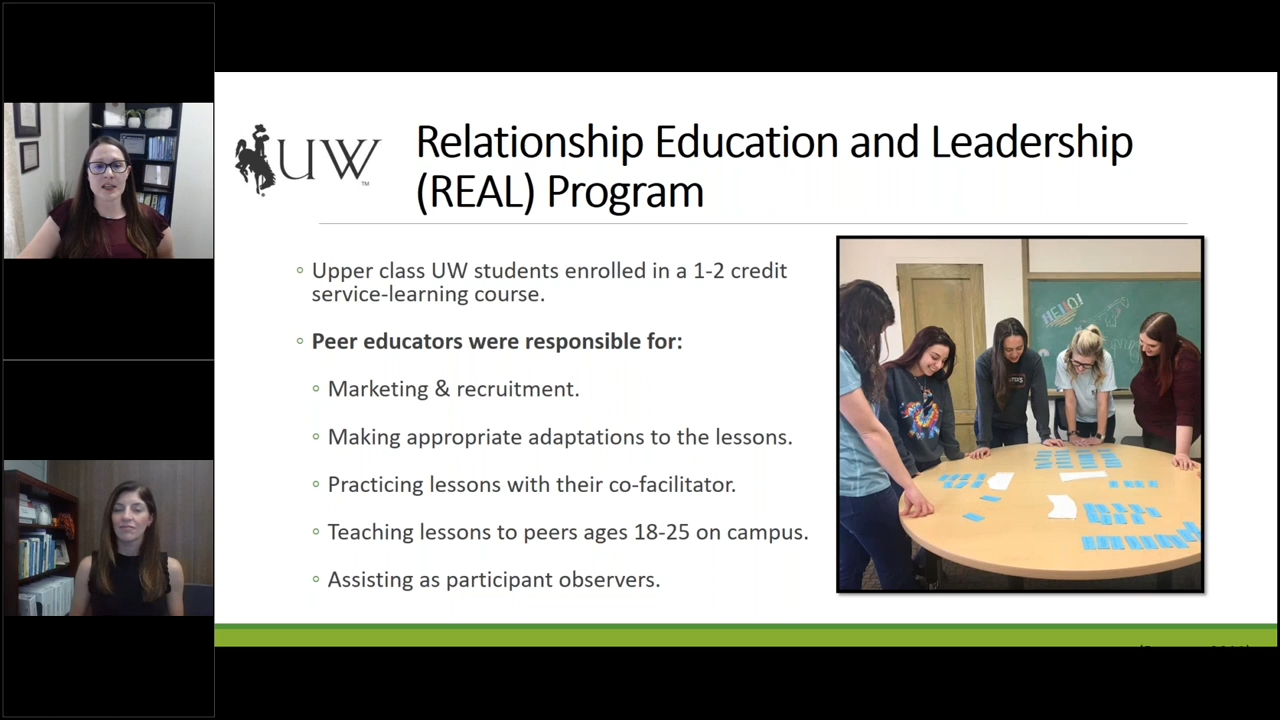 UW
TM
Relationship Education and Leadership
(REAL) Program
◦ Upper class UW students enrolled in a 1-2 credit
service-learning course.
◦ Peer educators were responsible for:
◦ Marketing & recruitment.
◦ Making appropriate adaptations to the lessons.
◦ Practicing lessons with their co-facilitator.
◦ Teaching lessons to peers ages 18-25 on campus.
◦ Assisting as participant observers.
HELLO!